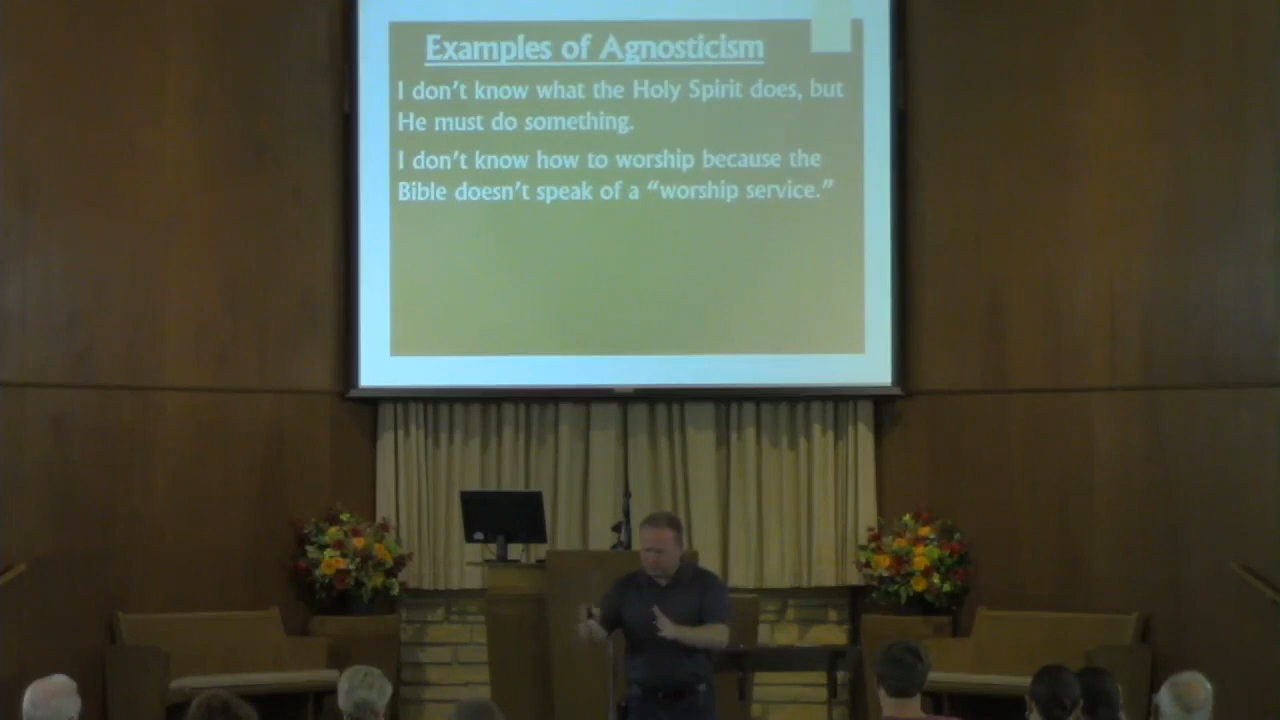 Examples of Agnosticism
I don't know what the Holy Spirit does, but
He must do something.
I don't know how to worship because the
Bible doesn't speak of a “worship service.”